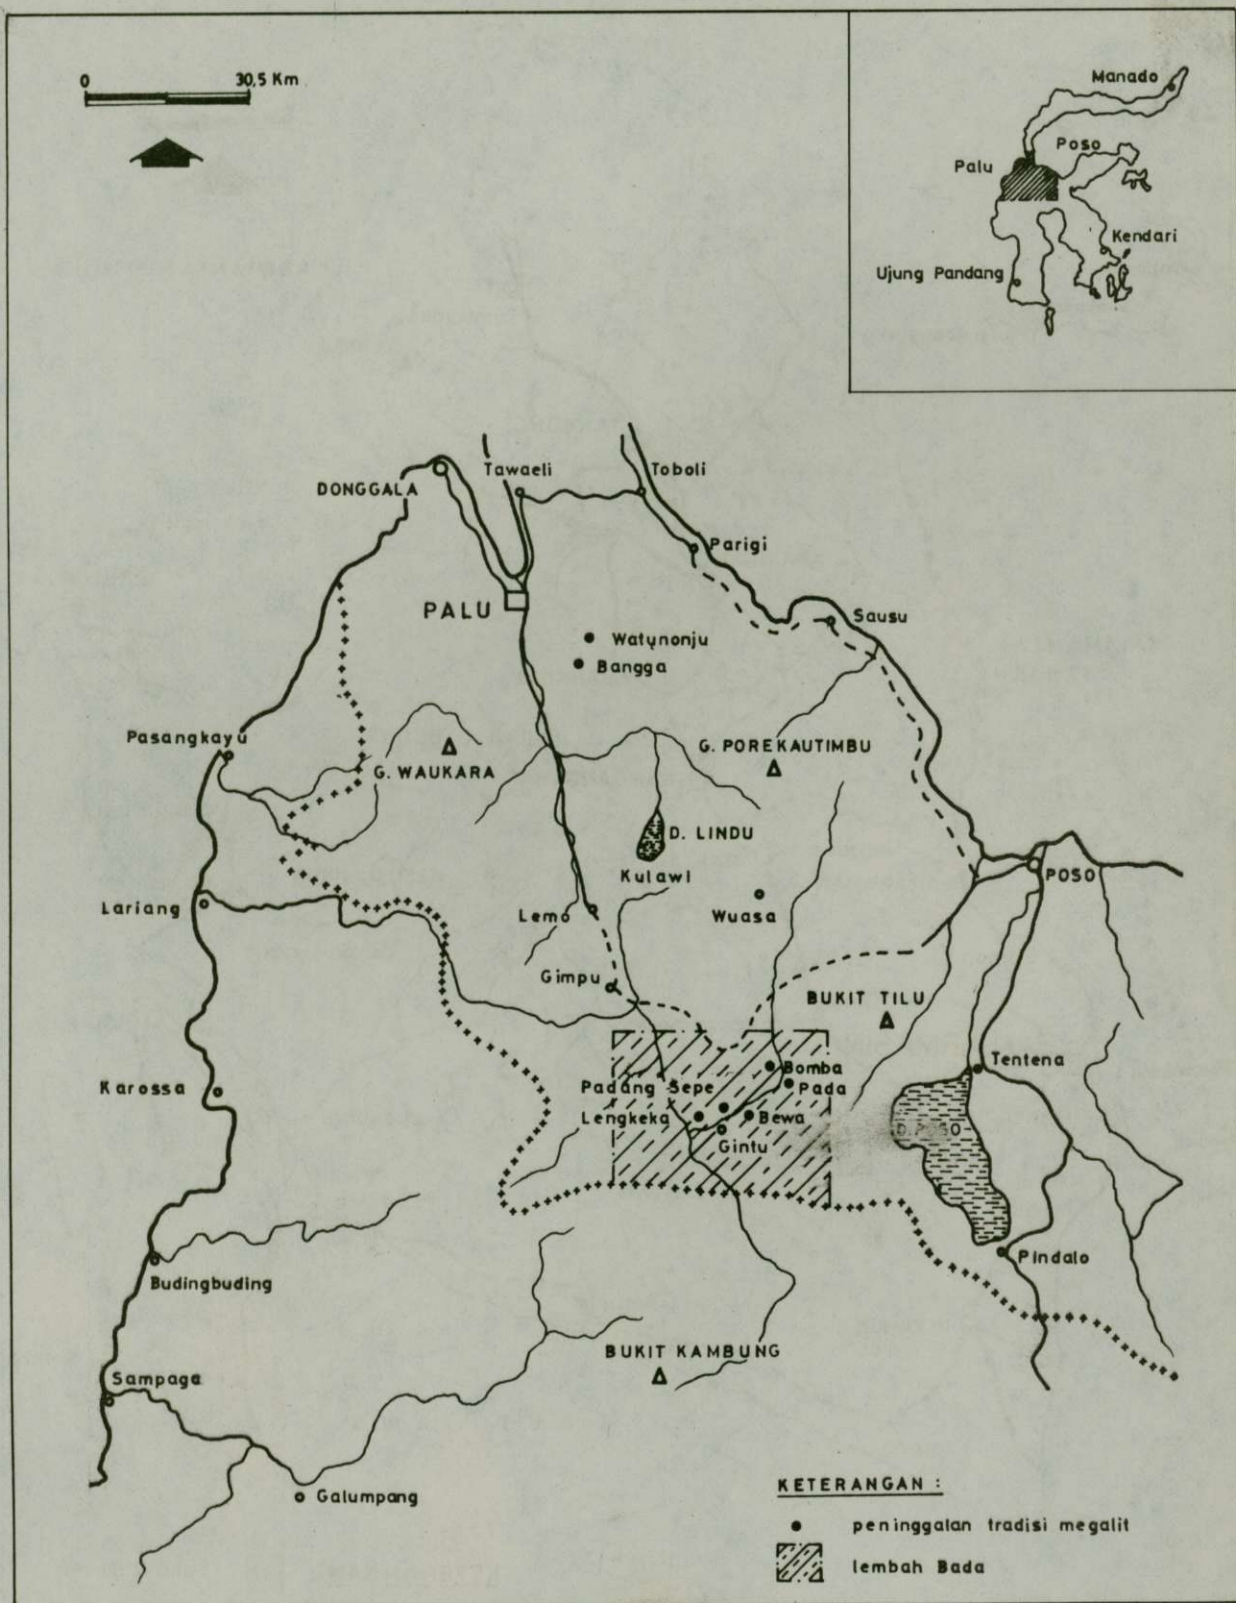 0 30,5 Km
Manado
Poso
Palu
Kendari
Ujung Pandang
DONGGALA
Tawaeli
Toboli
Parigi
PALU
Sausu
Watunonju
Bangga
Pasangkayu
G. WAUKARA
G. POREKAUTIMBU
D. LINDU
Kulawi
POSO
Lariang
Lemo
Wuasa
Gimpu
BUKIT TILU
Karossa
Padang Sepe
Bomba
Pada
Tentena
Lengkeka
Bewa
Gintu
D. POSO
Budingbuding
Pindalo
BUKIT KAMBUNG
Sampaga
Galumpang
KETERANGAN :
peninggalan tradisi megalit
lembah Bada